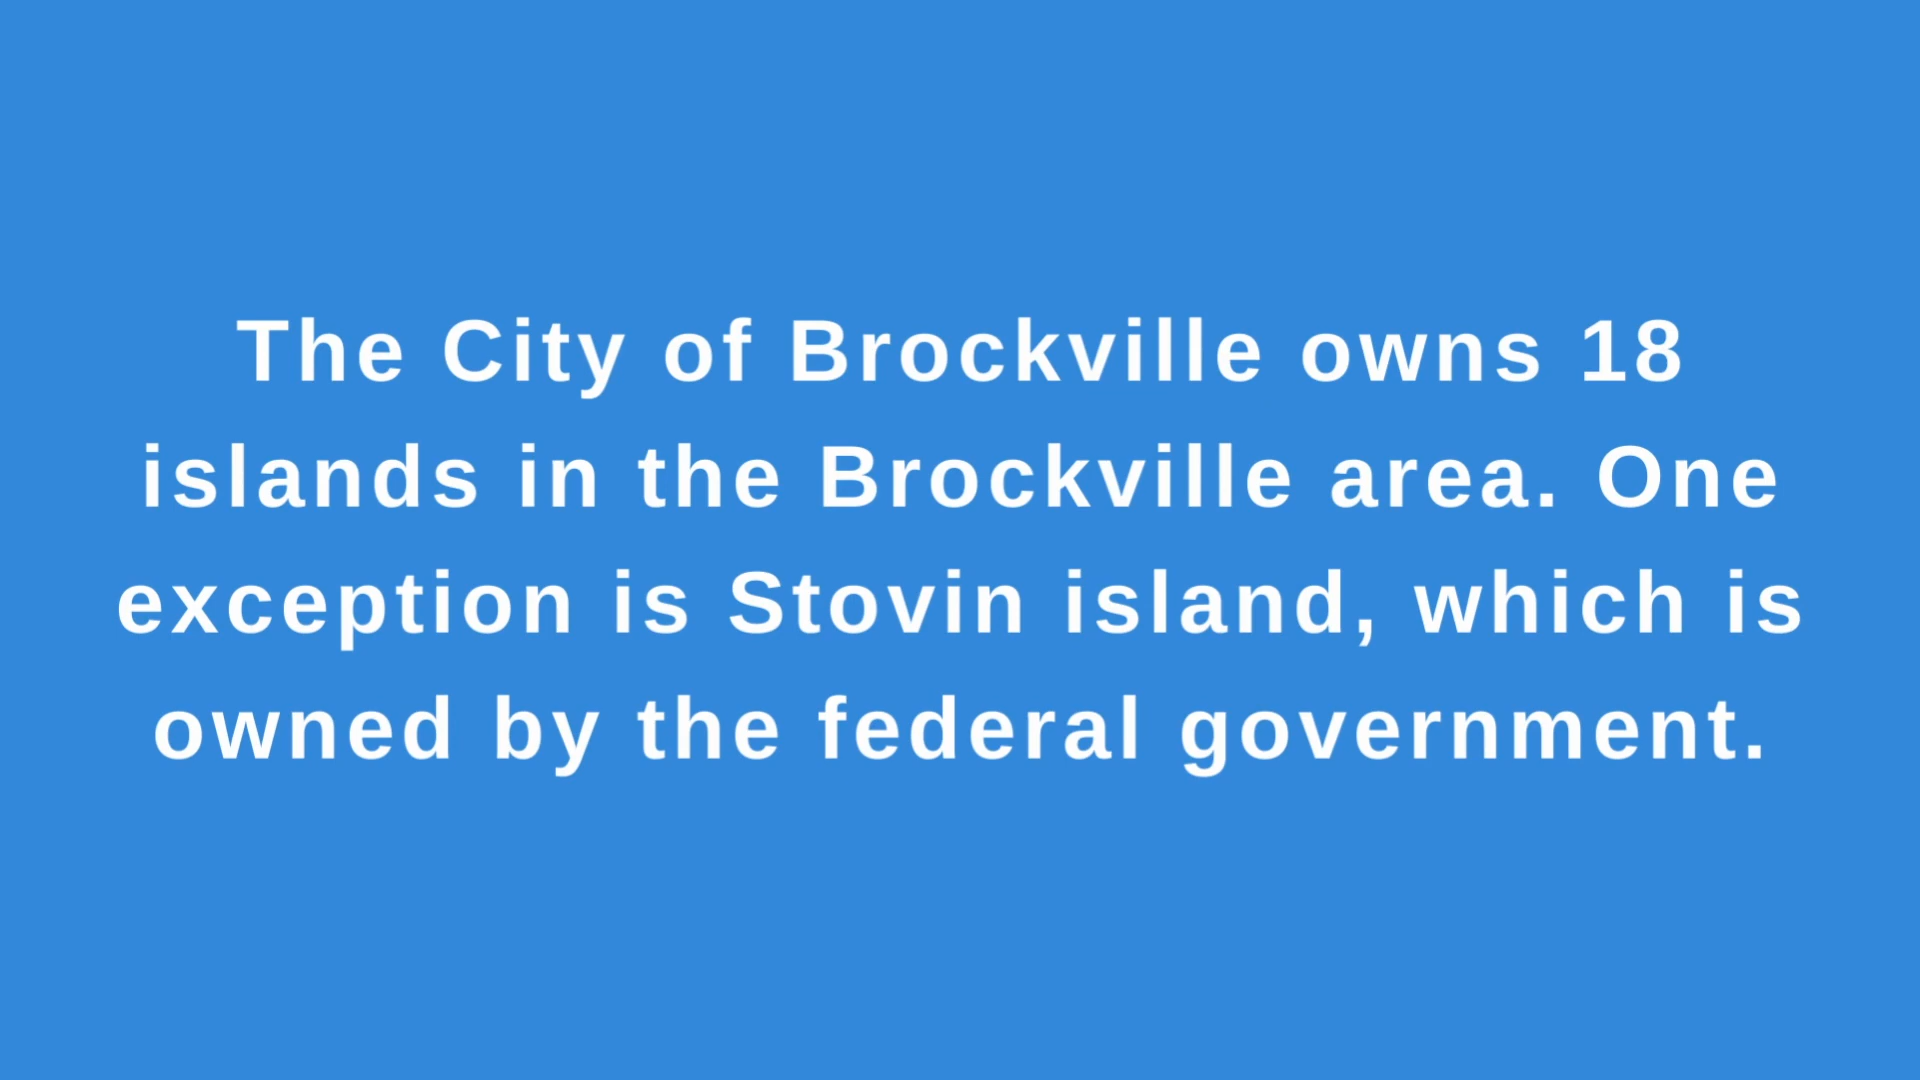 The City of Brockville owns 18
islands in the Brockville area. One
exception is Stovin island, which is
owned by the federal government.